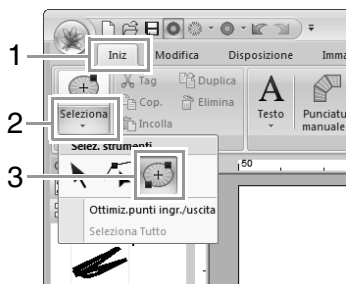 1
Iniz Modifica Disposizione Imma
Tag Duplica
Cop. Elimina
Incolla
2
Seleziona
Testo Punciatu
manuale
Selez. strumenti
50
3
Ottimiz.punti ingr./uscita
Seleziona Tutto